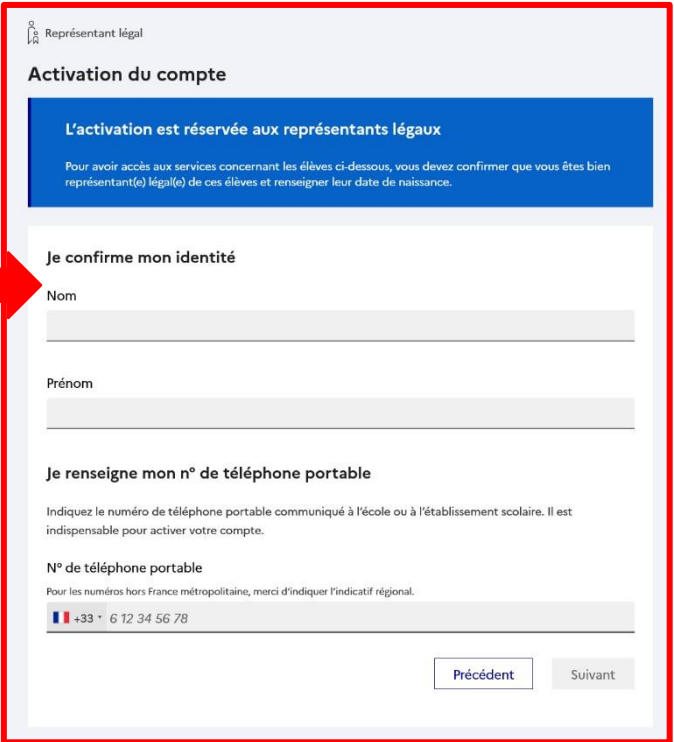 Représentant légal
Activation du compte
L’activation est réservée aux représentants légaux
Pour avoir accès aux services concernant les élèves ci-dessous, vous devez confirmer que vous êtes bien
représentant(e) légal(e) de ces élèves et renseigner leur date de naissance.
Je confirme mon identité
Nom
Prénom
Je renseigne mon n° de téléphone portable
Indiquez le numéro de téléphone portable communiqué à l’école ou à l’établissement scolaire. Il est
indispensable pour activer votre compte.
N° de téléphone portable
Pour les numéros hors France métropolitaine, merci d’indiquer l’indicatif régional.
+33 6 12 34 56 78
Précédent Suivant